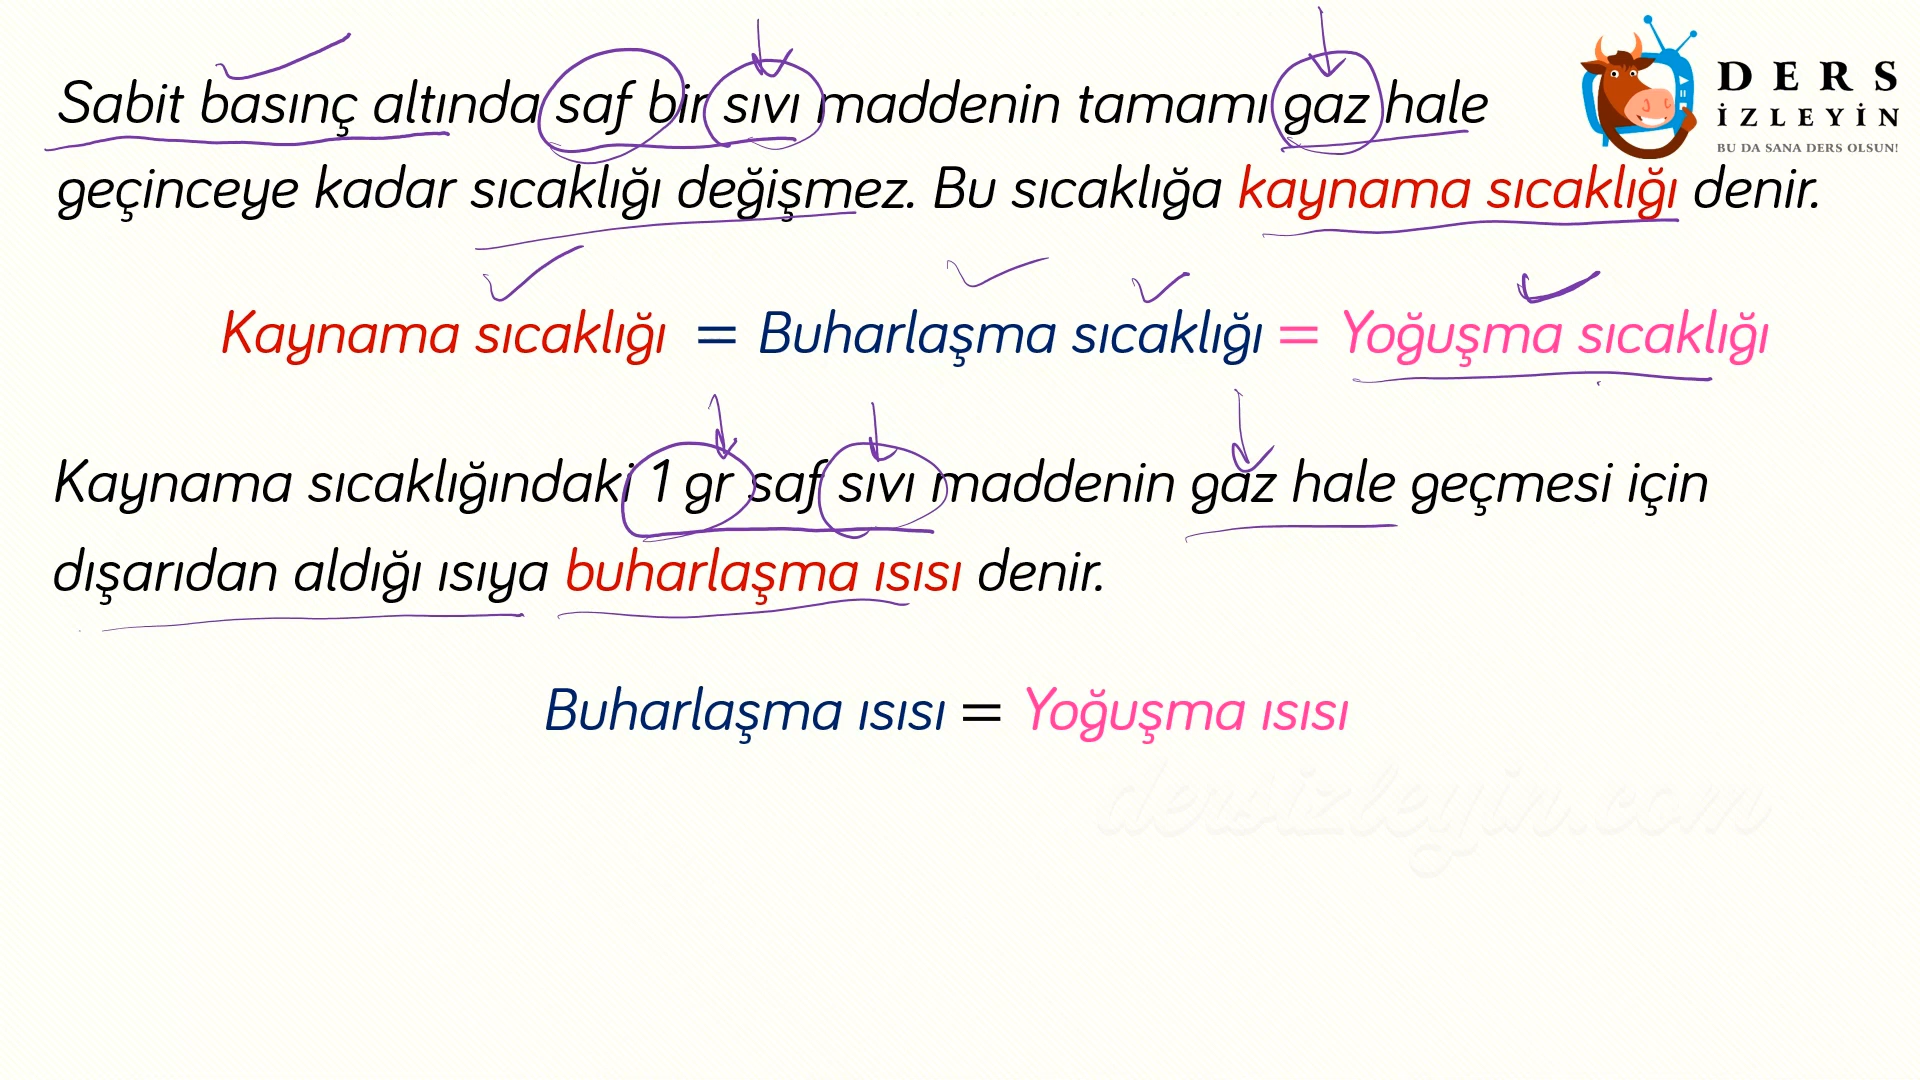 Sabit basınç altında saf bir sıvı maddenin tamamı gaz hale
geçinceye kadar sıcaklığı değişmez. Bu sıcaklığa kaynama sıcaklığı denir.
Kaynama sıcaklığı = Buharlaşma sıcaklığı = Yoğuşma sıcaklığı
Kaynama sıcaklığındaki 1 gr saf sıvı maddenin gaz hale geçmesi için
dışarıdan aldığı ısıya buharlaşma ısısı denir.
Buharlaşma ısısı = Yoğuşma ısısı
DERS
İZLEYİN
BU DA SANA DERS OLSUN!
dersizleyin.com